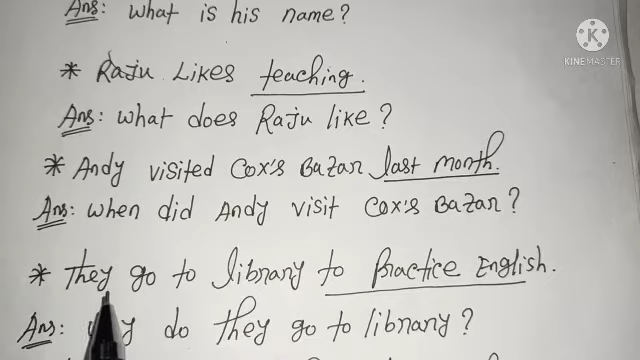 Ans: What is his name?
K
KINEMASTER
* Raju Likes teaching.
Ans: What does Raju like?
* Andy visited Cox's Bazar last month.
Ans: When did Andy visit Cox's Bazar?
* They go to library to Practice English.
Ans: do they go to library?